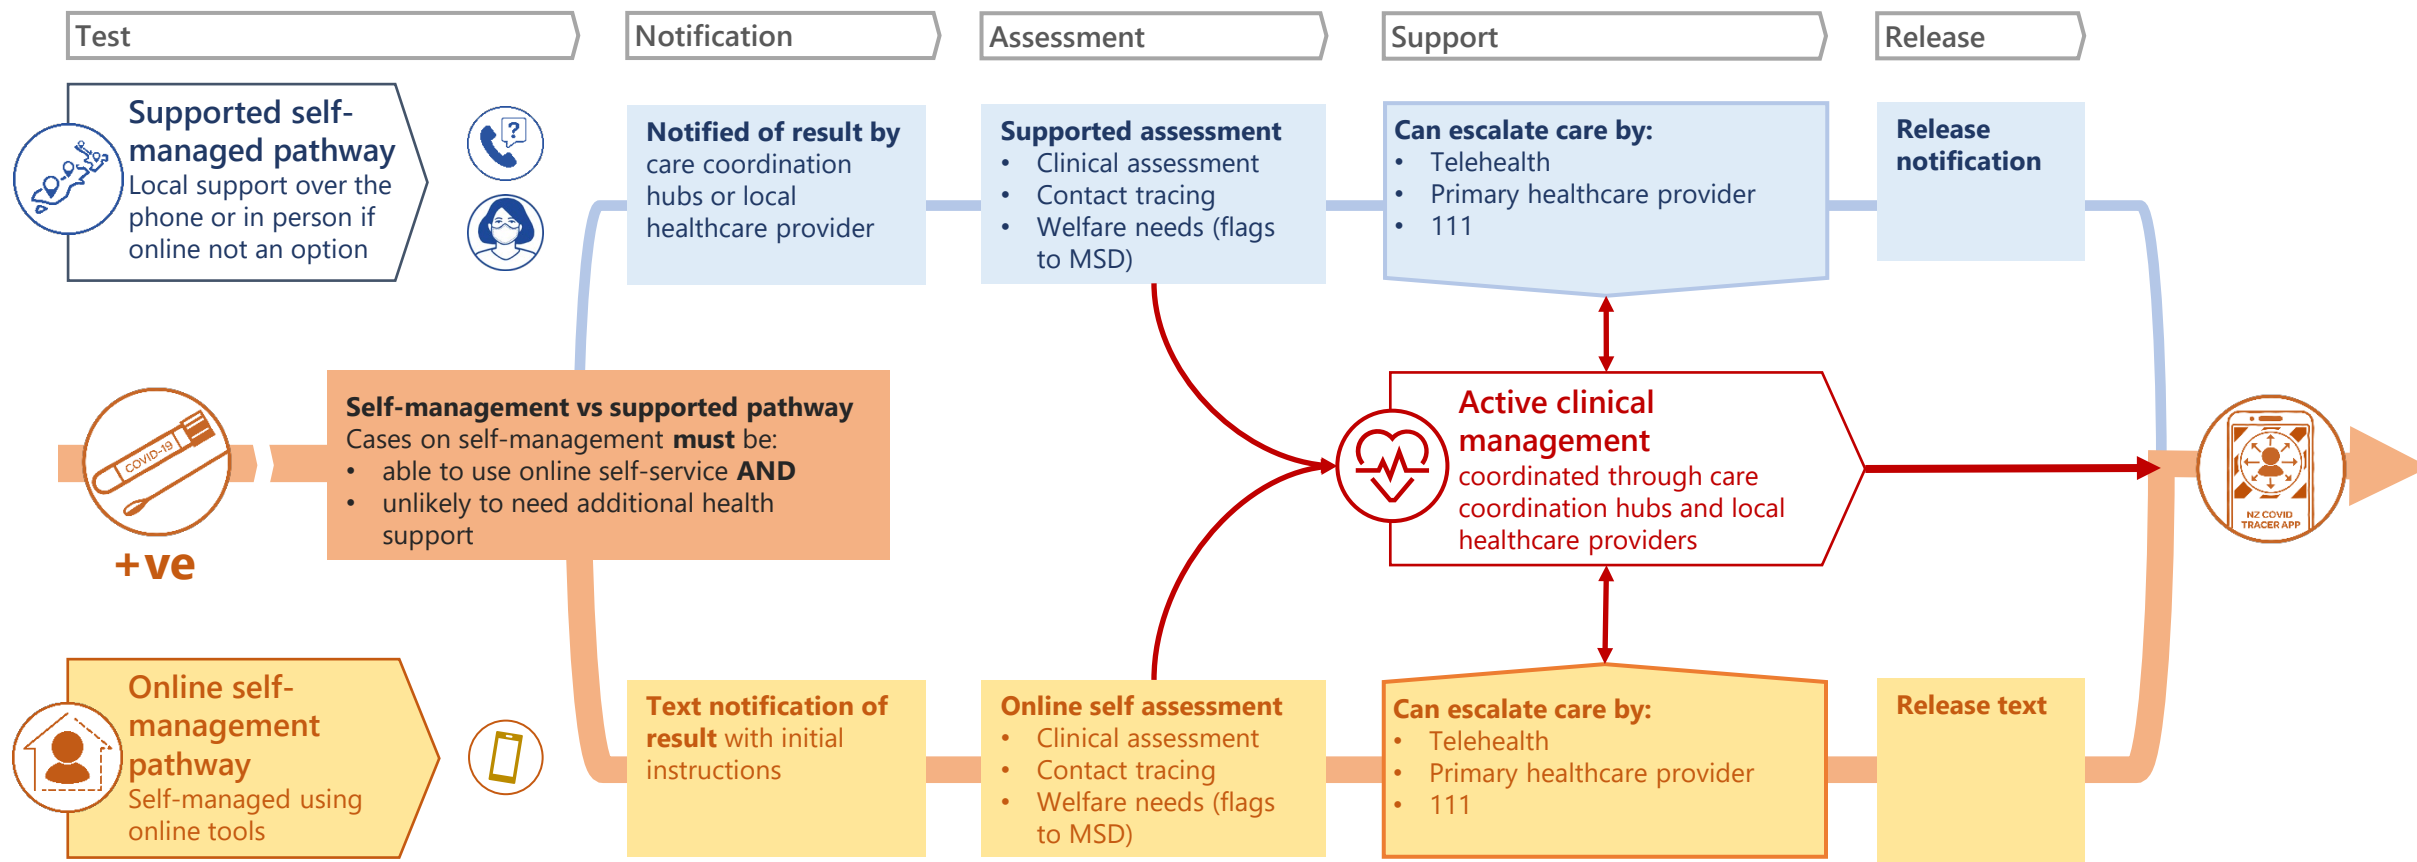 Test
Notification
Assessment
Support
Release
Supported self-
managed pathway
Local support over the
phone or in person if
online not an option
?
Notified of result by
care coordination
hubs or local
healthcare provider
Supported assessment
• Clinical assessment
• Contact tracing
• Welfare needs (flags
to MSD)
Can escalate care by:
• Telehealth
• Primary healthcare provider
• 111
Release
notification
COVID-19
+ve
Self-management vs supported pathway
Cases on self-management must be:
• able to use online self-service AND
• unlikely to need additional health
support
Active clinical
management
coordinated through care
coordination hubs and local
healthcare providers
NZ COVID
TRACER APP
Online self-
management
pathway
Self-managed using
online tools
Text notification of
result with initial
instructions
Online self assessment
• Clinical assessment
• Contact tracing
• Welfare needs (flags
to MSD)
Can escalate care by:
• Telehealth
• Primary healthcare provider
• 111
Release text